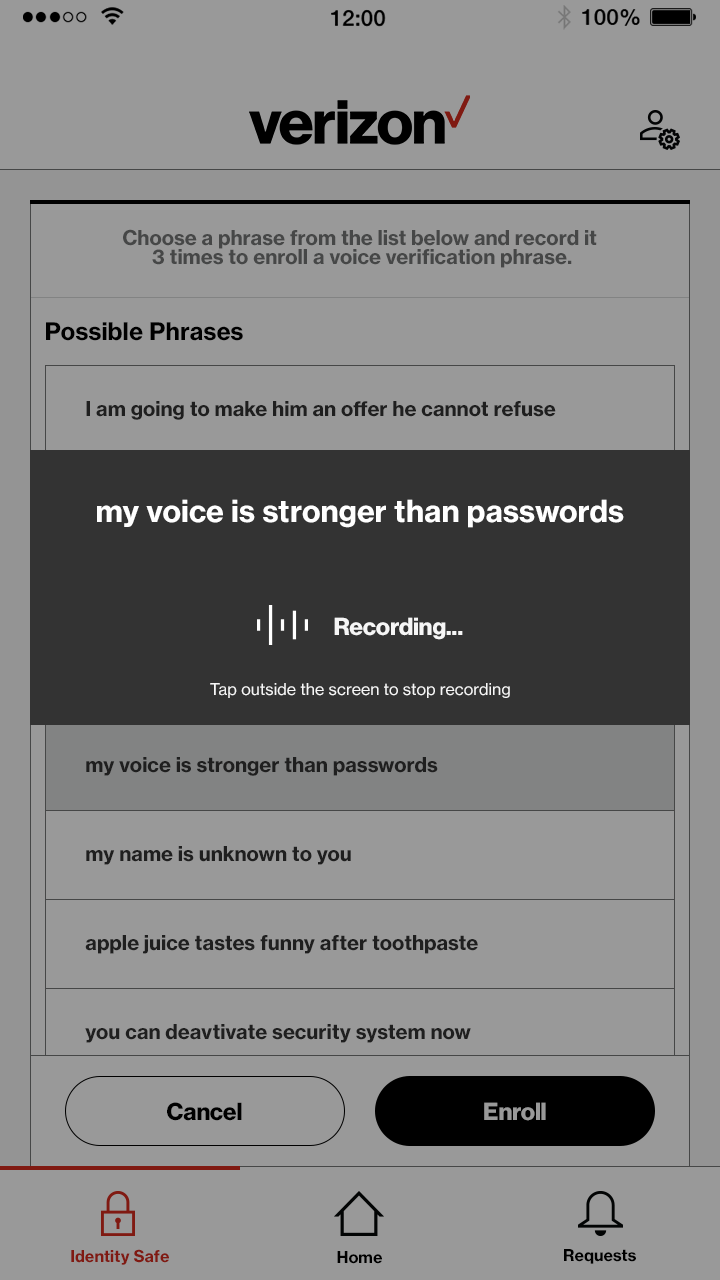 12:00
100%
verizon
Choose a phrase from the list below and record it
3 times to enroll a voice verification phrase.
Possible Phrases
I am going to make him an offer he cannot refuse
my voice is stronger than passwords
Recording...
Tap outside the screen to stop recording
my voice is stronger than passwords
my name is unknown to you
apple juice tastes funny after toothpaste
you can deavtivate security system now
Cancel
Enroll
Identity Safe
Home
Requests